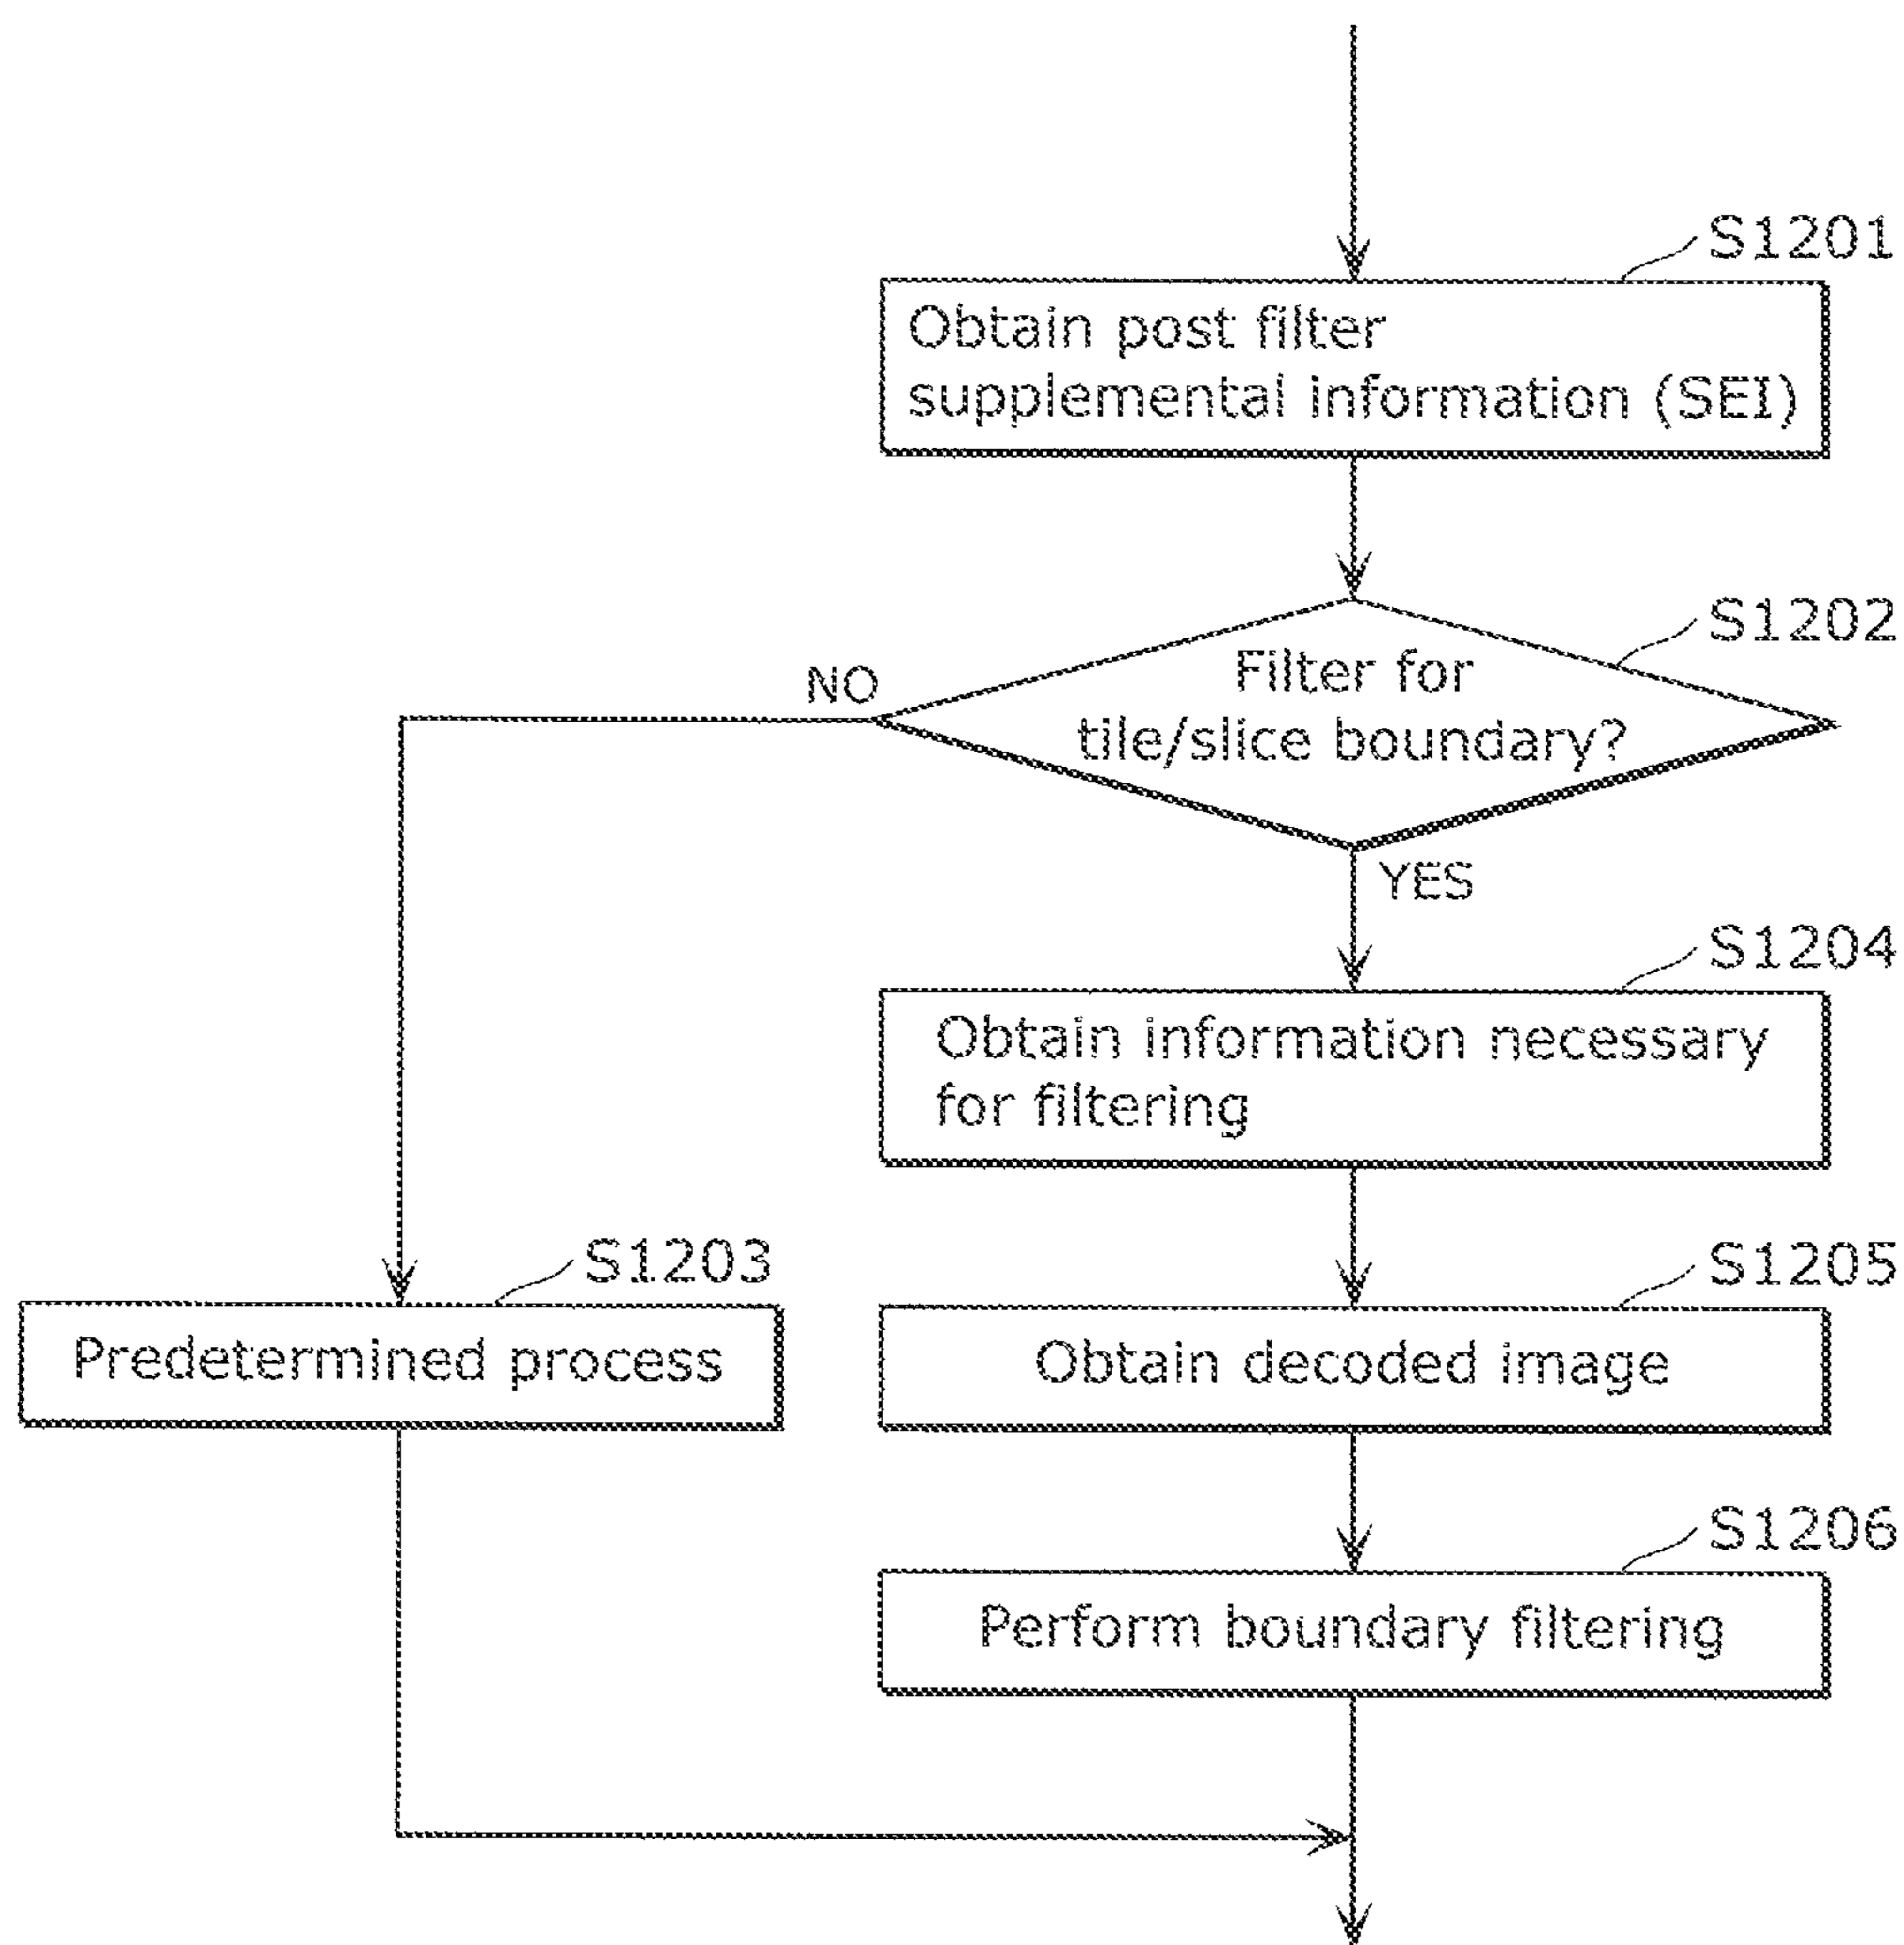 S1201
Obtain post filter
supplemental information (SEI)
S1202
Filter for
tile/slice boundary?
NO
YES
S1204
Obtain information necessary
for filtering
S1203
Predetermined process
S1205
Obtain decoded image
S1206
Perform boundary filtering